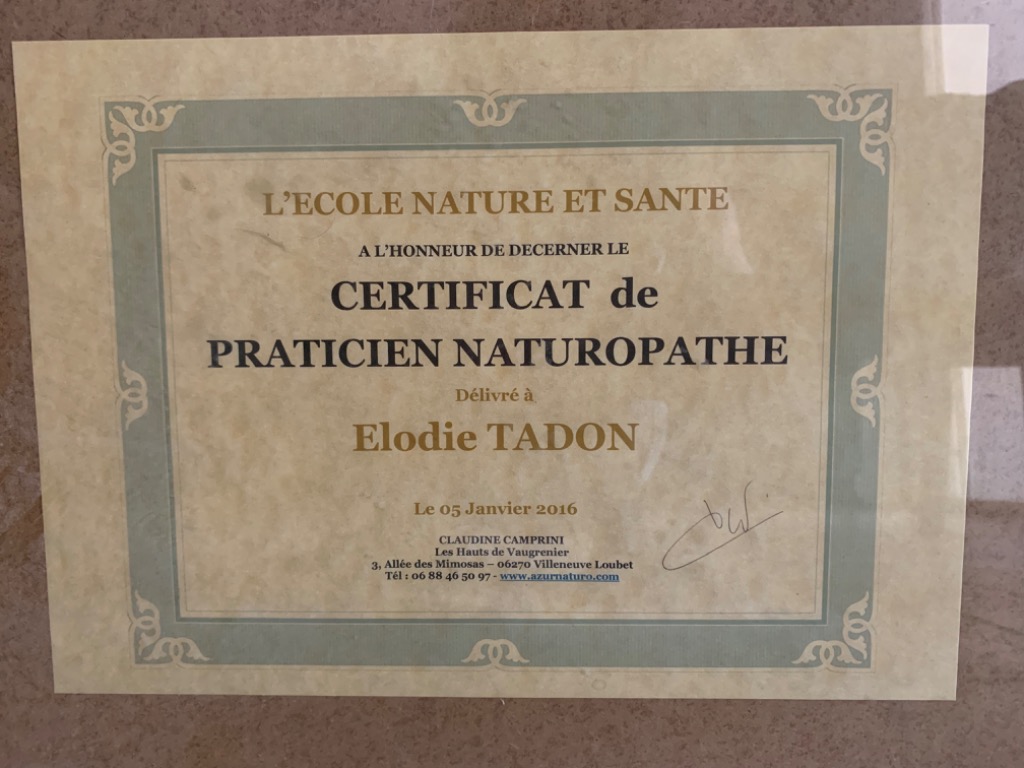 L'ECOLE NATURE ET SANTE
A L'HONNEUR DE DECERNER LE
CERTIFICAT de
PRATICIEN NATUROPATHE
Délivré à
Elodie TADON
Le 05 Janvier 2016
CLAUDINE CAMPRINI
Les Hauts de Vaugrenier
3, Allée des Mimosas – 06270 Villeneuve Loubet
Tél : 06 88 46 50 97 - www.azurnaturo.com